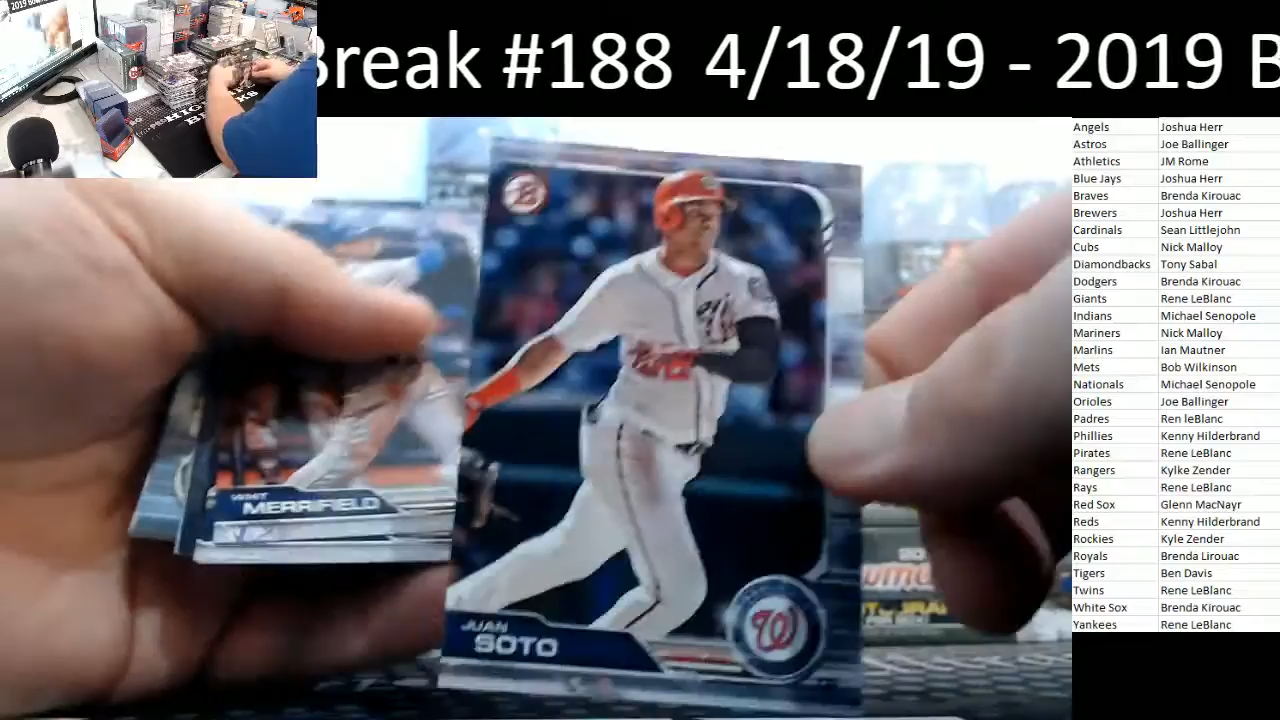 Break #188 4/18/19 - 2019 B
Angels Joshua Herr
Astros Joe Ballinger
Athletics JM Rome
Blue Jays Joshua Herr
Braves Brenda Kirouac
Brewers Joshua Herr
Cardinals Sean Littlejohn
Cubs Nick Malloy
Diamondbacks Tony Sabal
Dodgers Brenda Kirouac
Giants Rene LeBlanc
Indians Michael Senopole
Mariners Nick Malloy
Marlins Ian Mautner
Mets Bob Wilkinson
Nationals Michael Senopole
Orioles Joe Ballinger
Padres Ren leBlanc
Phillies Kenny Hilderbrand
Pirates Rene LeBlanc
Rangers Kylke Zender
Rays Rene LeBlanc
Red Sox Glenn MacNayr
Reds Kenny Hilderbrand
Rockies Kyle Zender
Royals Brenda Lirouac
Tigers Ben Davis
Twins Rene LeBlanc
White Sox Brenda Kirouac
Yankees Rene LeBlanc
WHIT
MERRIFIELD
JUAN
SOTO
W